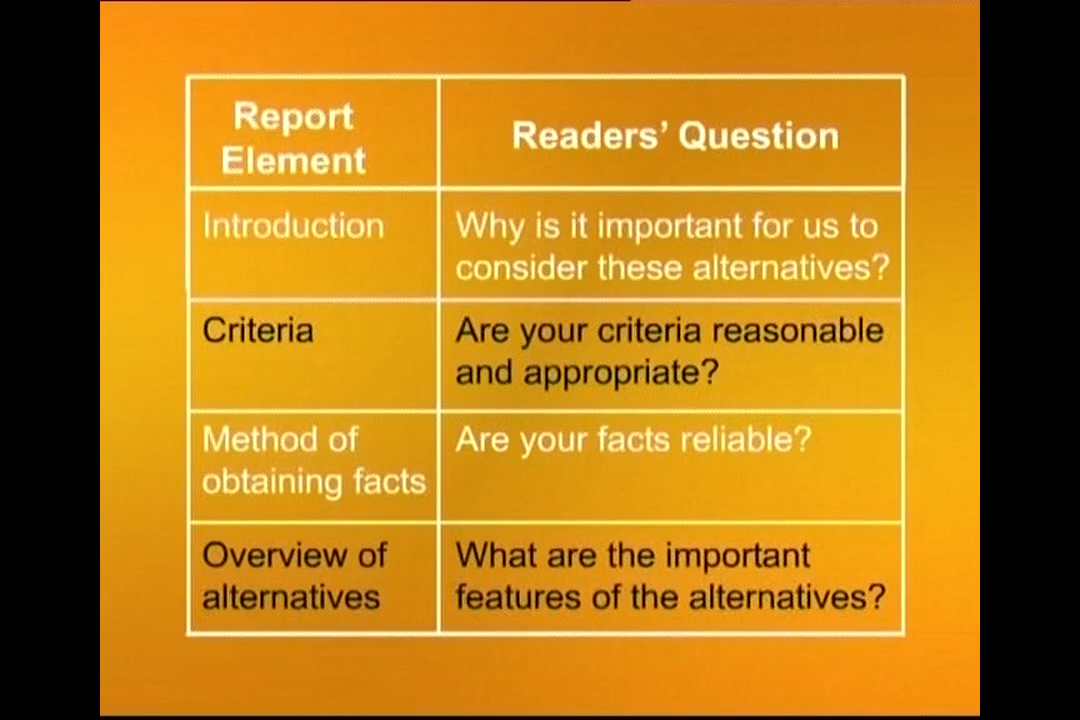 Report
Element
Readers' Question
Introduction
Why is it important for us to
consider these alternatives?
Criteria
Are your criteria reasonable
and appropriate?
Method of
obtaining facts
Are your facts reliable?
Overview of
alternatives
What are the important
features of the alternatives?